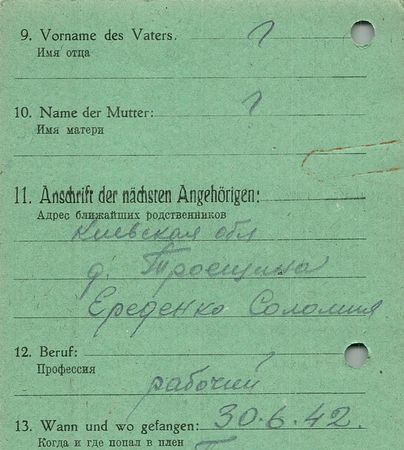 9. Vorname des Vaters. ?
Имя отца
10. Name der Mutter: ?
Имя матери
11. Anschrift der nächsten Angehörigen:
Адрес ближайших родственников
Киевская обл
д. Троещина
Ереденко Соломия
12. Beruf:
Профессия
рабочий
13. Wann und wo gefangen: 30.6.42.
Когда и где попал в плен